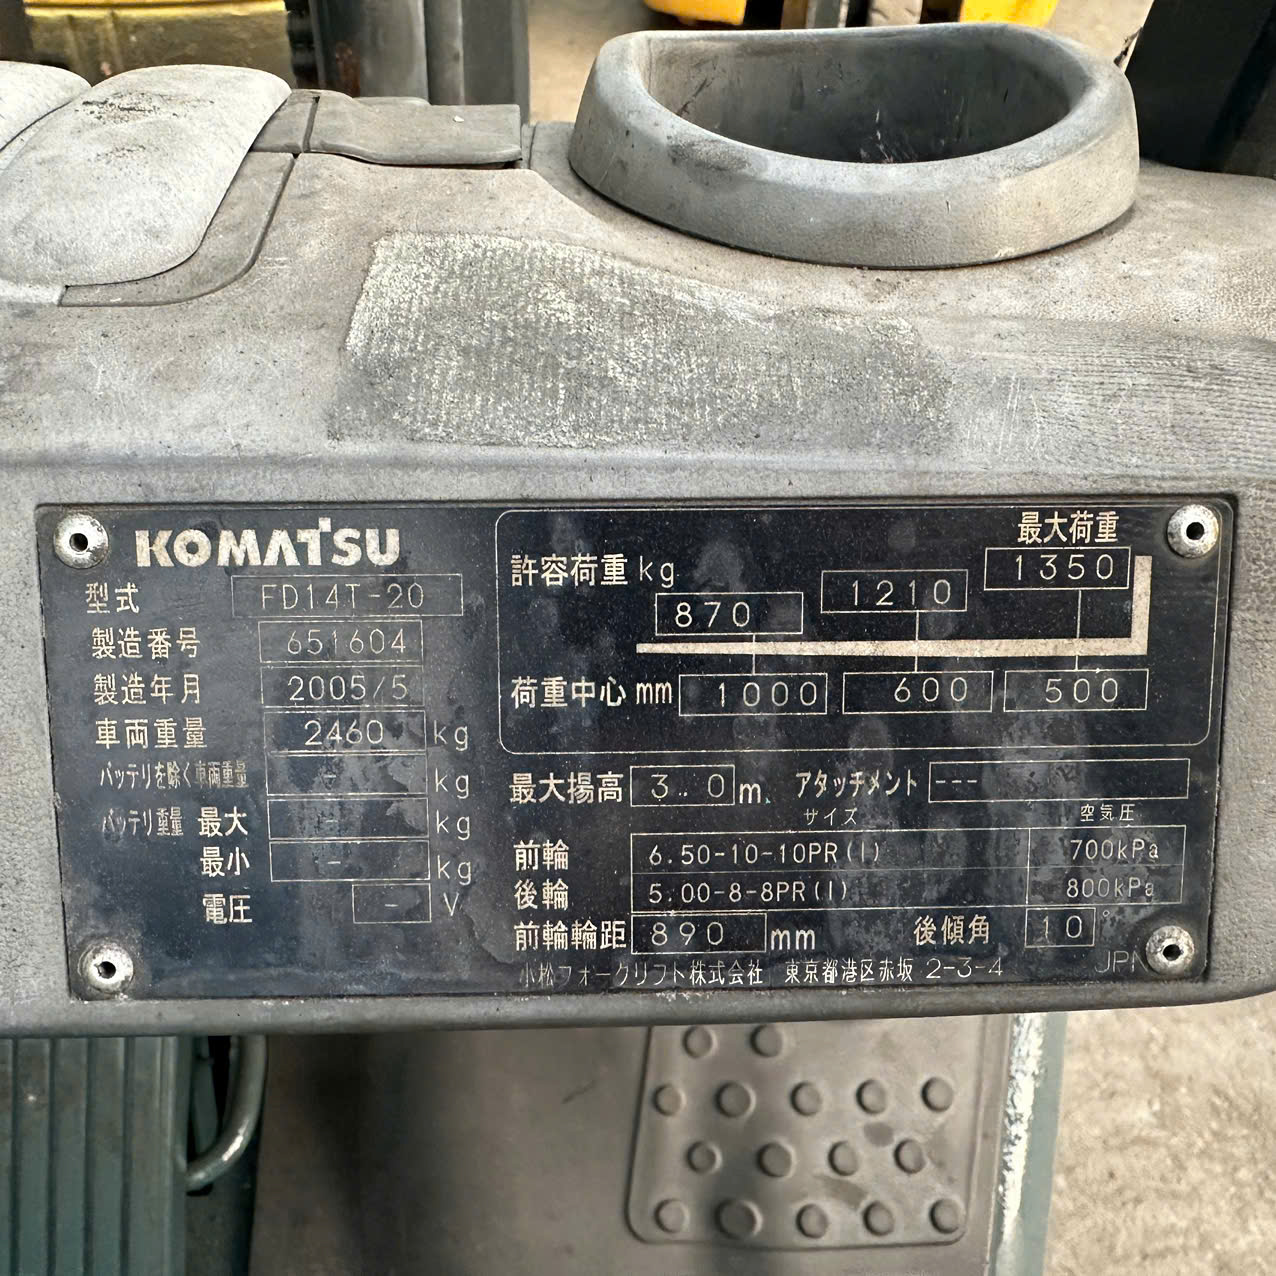 KOMATSU
型式 FD14T-20
製造番号 651604
製造年月 2005/5
車両重量 2460 kg
バッテリを除く車両重量 - kg
バッテリ重量 最大 - kg
最小 - kg
電圧 - V
最大荷重
許容荷重 kg 870 1210 1350
荷重中心 mm 1000 600 500
最大揚高 3.0 m アタッチメント ---
サイズ 空気圧
前輪 6.50-10-10PR(I) 700kPa
後輪 5.00-8-8PR(I) 800kPa
前輪輪距 890 mm 後傾角 10°
小松フォークリフト株式会社 東京都港区赤坂 2-3-4 JPN